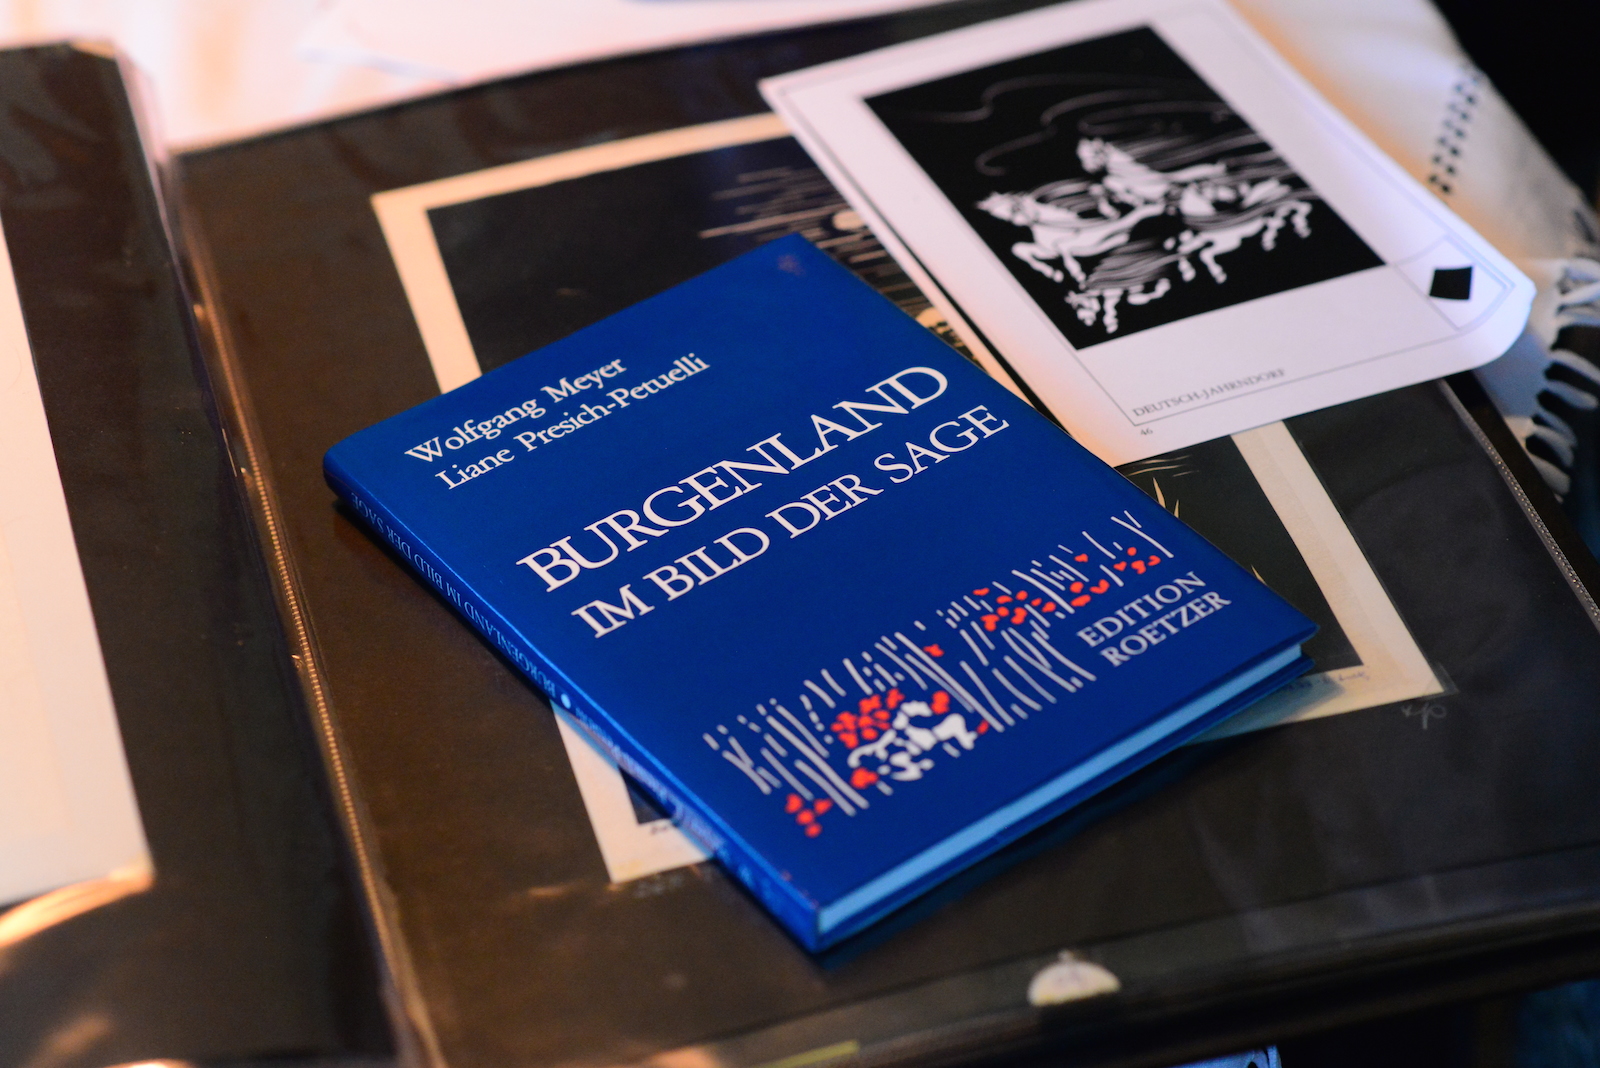 Wolfgang Meyer
Liane Presich-Petuelli
BURGENLAND
IM BILD DER SAGE
EDITION
ROETZER
BURGENLAND IM BILD DER SAGE
DEUTSCH-JAHRNDORF
46